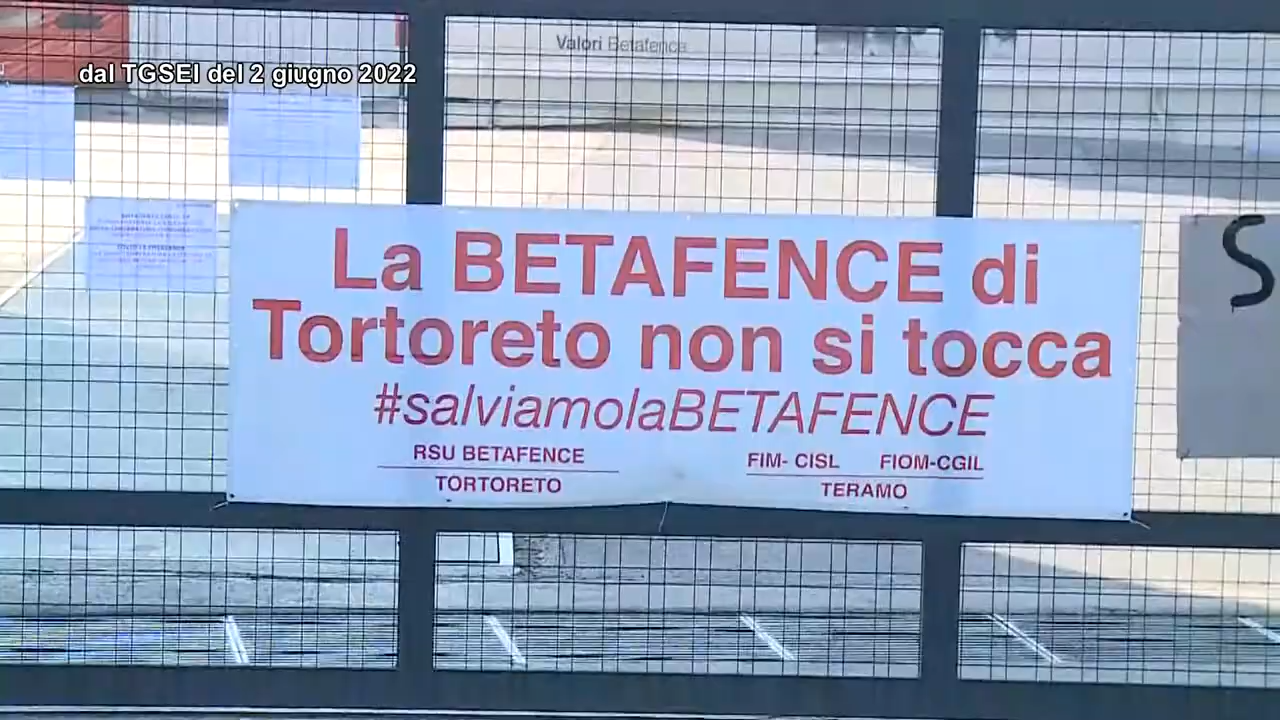 Valori Betafence
dal TGSEI del 2 giugno 2022
La BETAFENCE di
Tortoreto non si tocca
#salviamolaBETAFENCE
RSU BETAFENCE
TORTORETO
FIM- CISL FIOM-CGIL
TERAMO
S